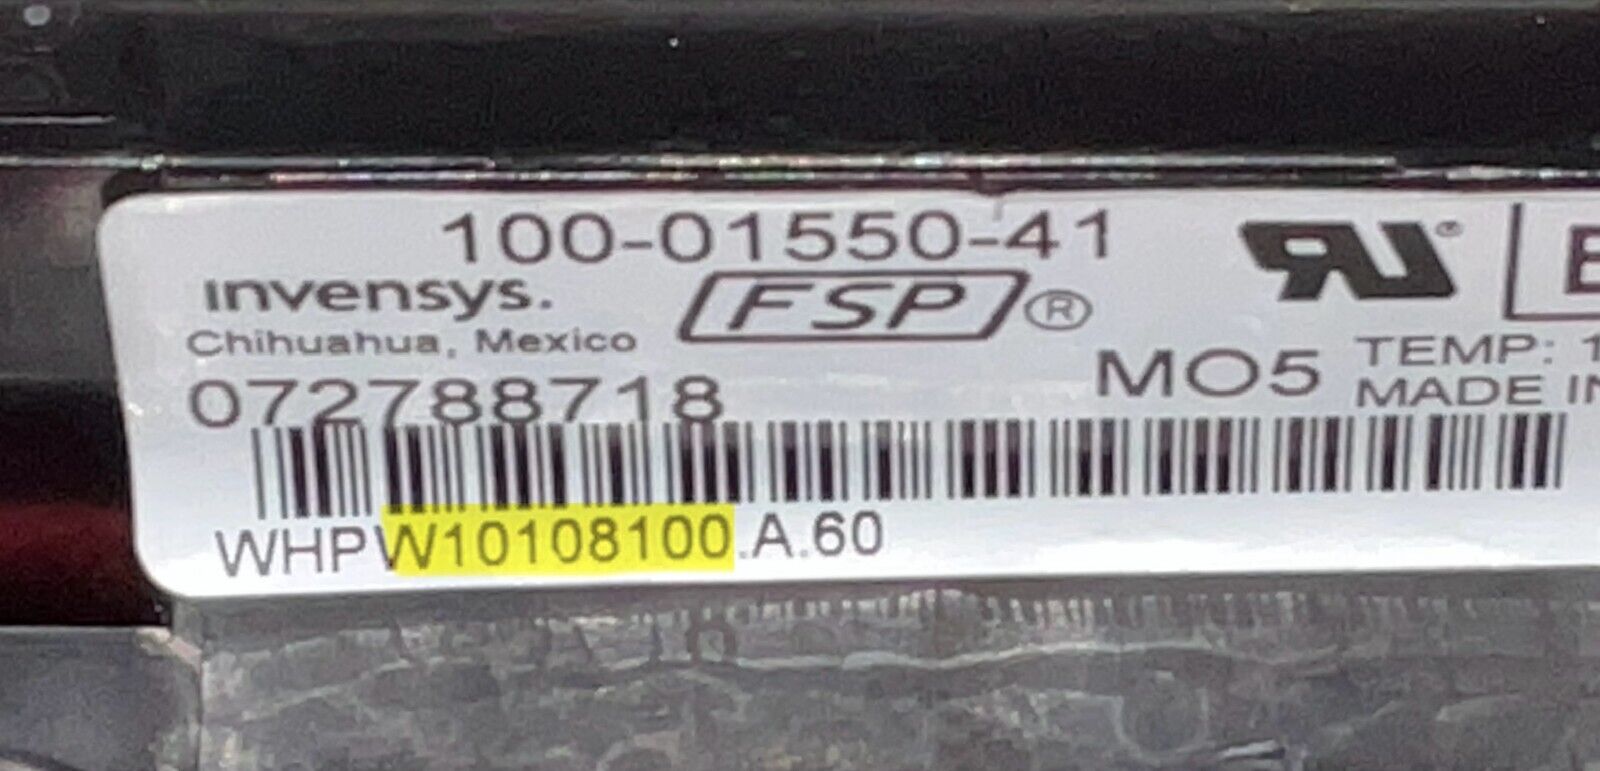 100-01550-41
invensys.
FSP®
Chihuahua, Mexico
MO5
TEMP: 1
MADE IN
072788718
WHPW10108100.A.60